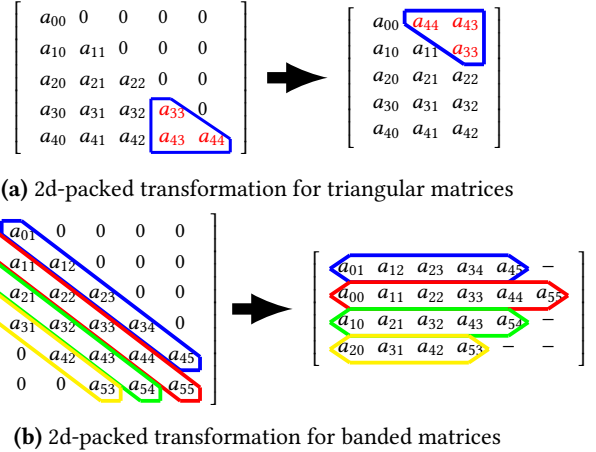 a00 0 0 0 0
a10 a11 0 0 0
a20 a21 a22 0 0
a30 a31 a32 a33 0
a40 a41 a42 a43 a44
a00 a44 a43
a10 a11 a33
a20 a21 a22
a30 a31 a32
a40 a41 a42
(a) 2d-packed transformation for triangular matrices
a01 0 0 0 0
a11 a12 0 0 0
a21 a22 a23 0 0
a31 a32 a33 a34 0
0 a42 a43 a44 a45
0 0 a53 a54 a55
a01 a12 a23 a34 a45 –
a00 a11 a22 a33 a44 a55
a10 a21 a32 a43 a54 –
a20 a31 a42 a53 – –
(b) 2d-packed transformation for banded matrices